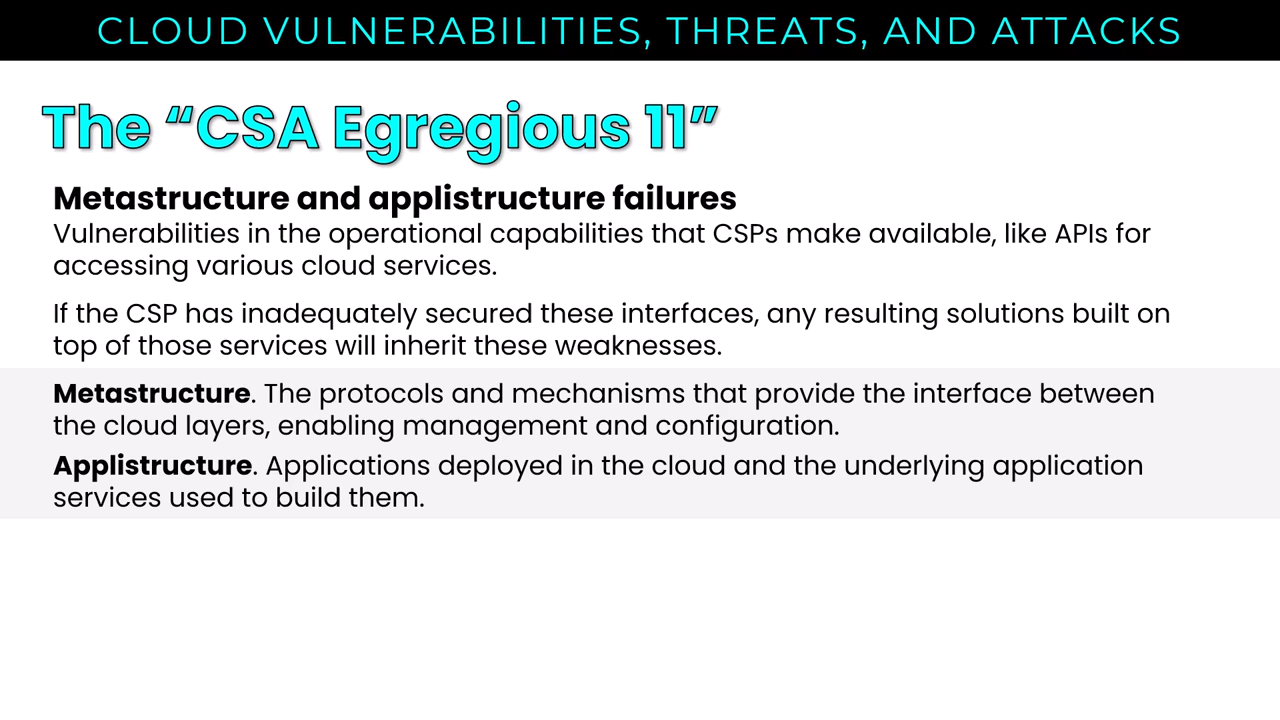 CLOUD VULNERABILITIES, THREATS, AND ATTACKS
The “CSA Egregious 11”
Metastructure and applistructure failures
Vulnerabilities in the operational capabilities that CSPs make available, like APIs for
accessing various cloud services.
If the CSP has inadequately secured these interfaces, any resulting solutions built on
top of those services will inherit these weaknesses.
Metastructure. The protocols and mechanisms that provide the interface between
the cloud layers, enabling management and configuration.
Applistructure. Applications deployed in the cloud and the underlying application
services used to build them.